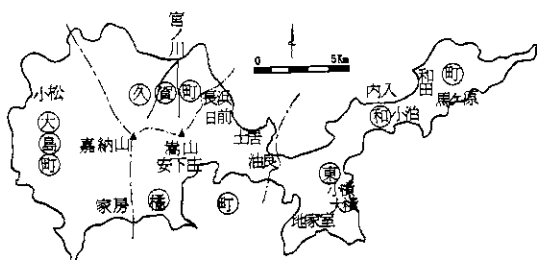 宮川
0 5Km
久賀町
小松
大島町
嘉納山
嵩山
長浜
日前
土居
油良
安下庄
家房
橘
町
東
和
町
内入
和田
小泊
馬ヶ原
小積
大積
地家室